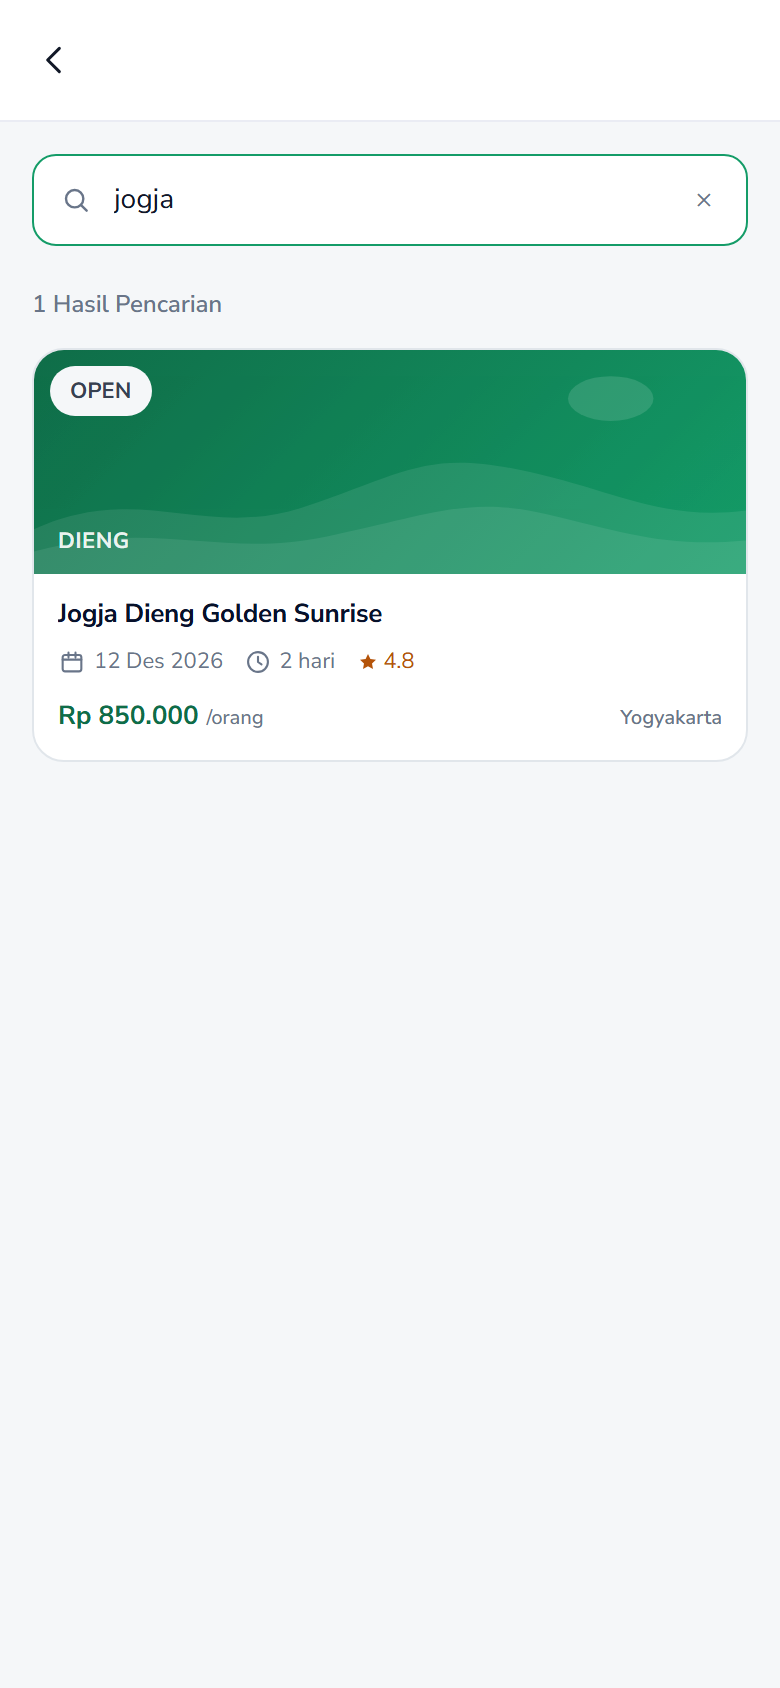 jogja
1 Hasil Pencarian
OPEN
DIENG
Jogja Dieng Golden Sunrise
12 Des 2026 2 hari 4.8
Rp 850.000 /orang Yogyakarta